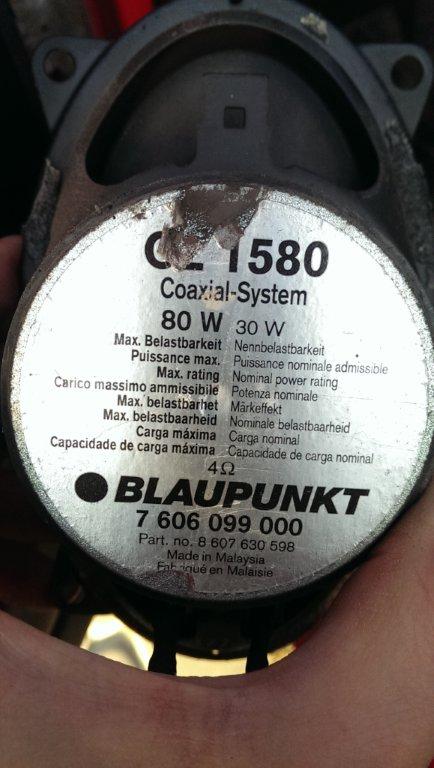 1580
Coaxial-System
80 W 30 W
Max. Belastbarkeit Nennbelastbarkeit
Puissance max. Puissance nominale admissible
Max. rating Nominal power rating
Carico massimo ammissibile Potenza nominale
Max. belastbarhet Märkeffekt
Max. belastbaarheid Nominale belastbaarheid
Carga máxima Carga nominal
Capacidade de carga máxima Capacidade de carga nominal
4Ω
BLAUPUNKT
7 606 099 000
Part. no. 8 607 630 598
Made in Malaysia
Fabriqué en Malaisie